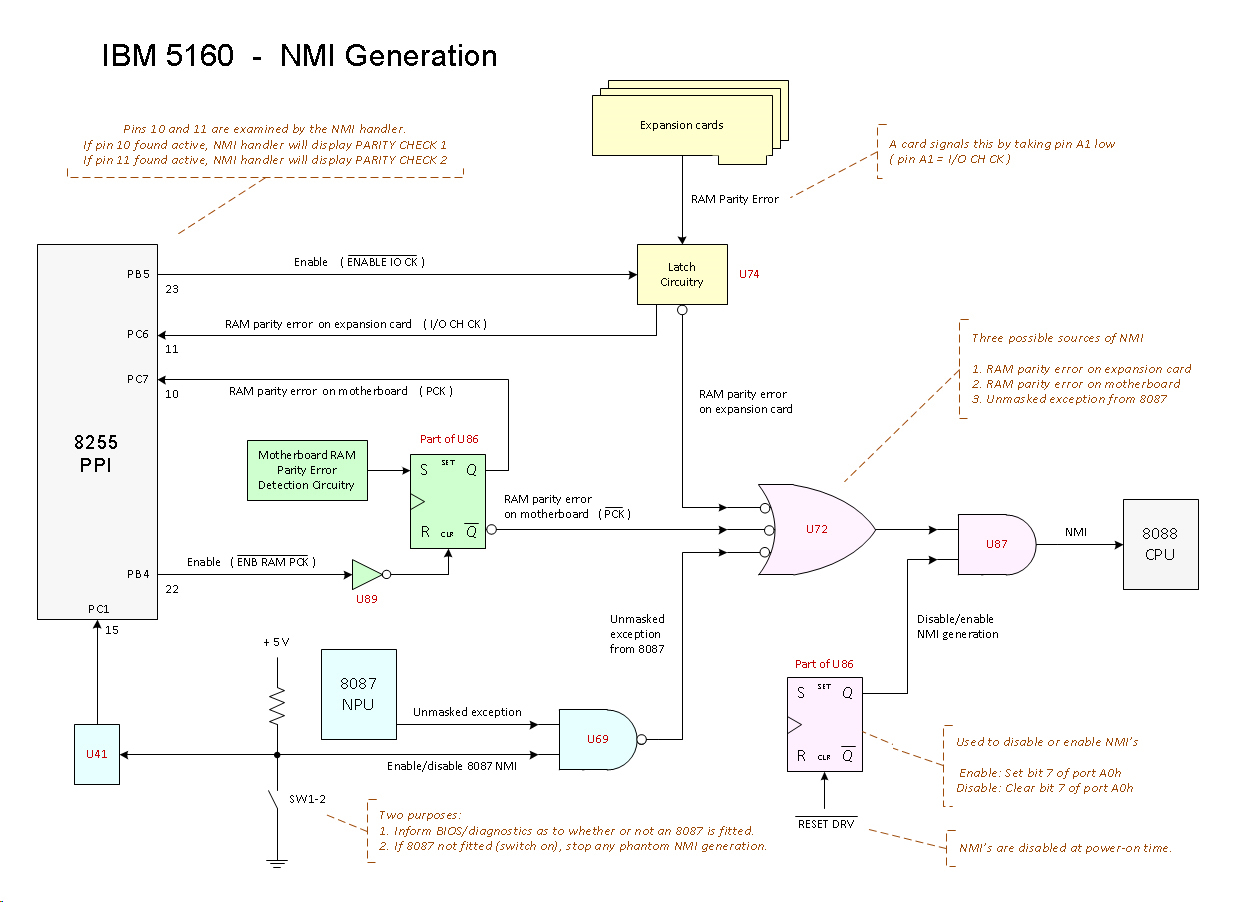 IBM 5160 - NMI Generation
Pins 10 and 11 are examined by the NMI handler.
If pin 10 found active, NMI handler will display PARITY CHECK 1
If pin 11 found active, NMI handler will display PARITY CHECK 2
Expansion cards
A card signals this by taking pin A1 low
( pin A1 = I/O CH CK )
RAM Parity Error
Latch
Circuitry
U74
PB5
23
Enable ( ENABLE IO CK )
PC6
11
RAM parity error on expansion card ( I/O CH CK )
PC7
10
RAM parity error on motherboard ( PCK )
8255
PPI
Three possible sources of NMI
1. RAM parity error on expansion card
2. RAM parity error on motherboard
3. Unmasked exception from 8087
RAM parity error
on expansion card
Motherboard RAM
Parity Error
Detection Circuitry
Part of U86
S SET Q
R CLR Q
RAM parity error
on motherboard ( PCK )
U72
U87
NMI
8088
CPU
PB4
22
Enable ( ENB RAM PCK )
U89
PC1
15
Unmasked
exception
from 8087
Disable/enable
NMI generation
+ 5V
8087
NPU
Unmasked exception
U69
U41
Enable/disable 8087 NMI
SW1-2
Two purposes:
1. Inform BIOS/diagnostics as to whether or not an 8087 is fitted.
2. If 8087 not fitted (switch on), stop any phantom NMI generation.
Part of U86
S SET Q
R CLR Q
RESET DRV
Used to disable or enable NMI's
Enable: Set bit 7 of port A0h
Disable: Clear bit 7 of port A0h
NMI's are disabled at power-on time.